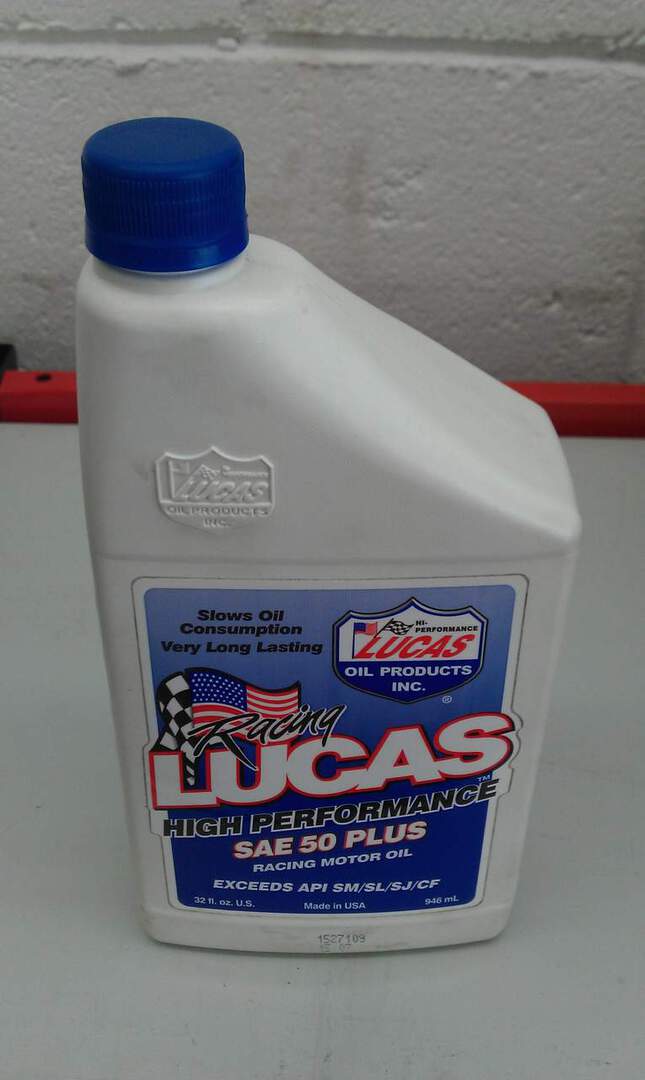 LUCAS
OIL PRODUCTS
INC.
Slows Oil
Consumption
Very Long Lasting
HI-
PERFORMANCE
LUCAS
OIL PRODUCTS
INC.
®
Racing
LUCAS™
HIGH PERFORMANCE
SAE 50 PLUS
RACING MOTOR OIL
EXCEEDS API SM/SL/SJ/CF
32 fl. oz. U.S. Made in USA 946 mL
1527109